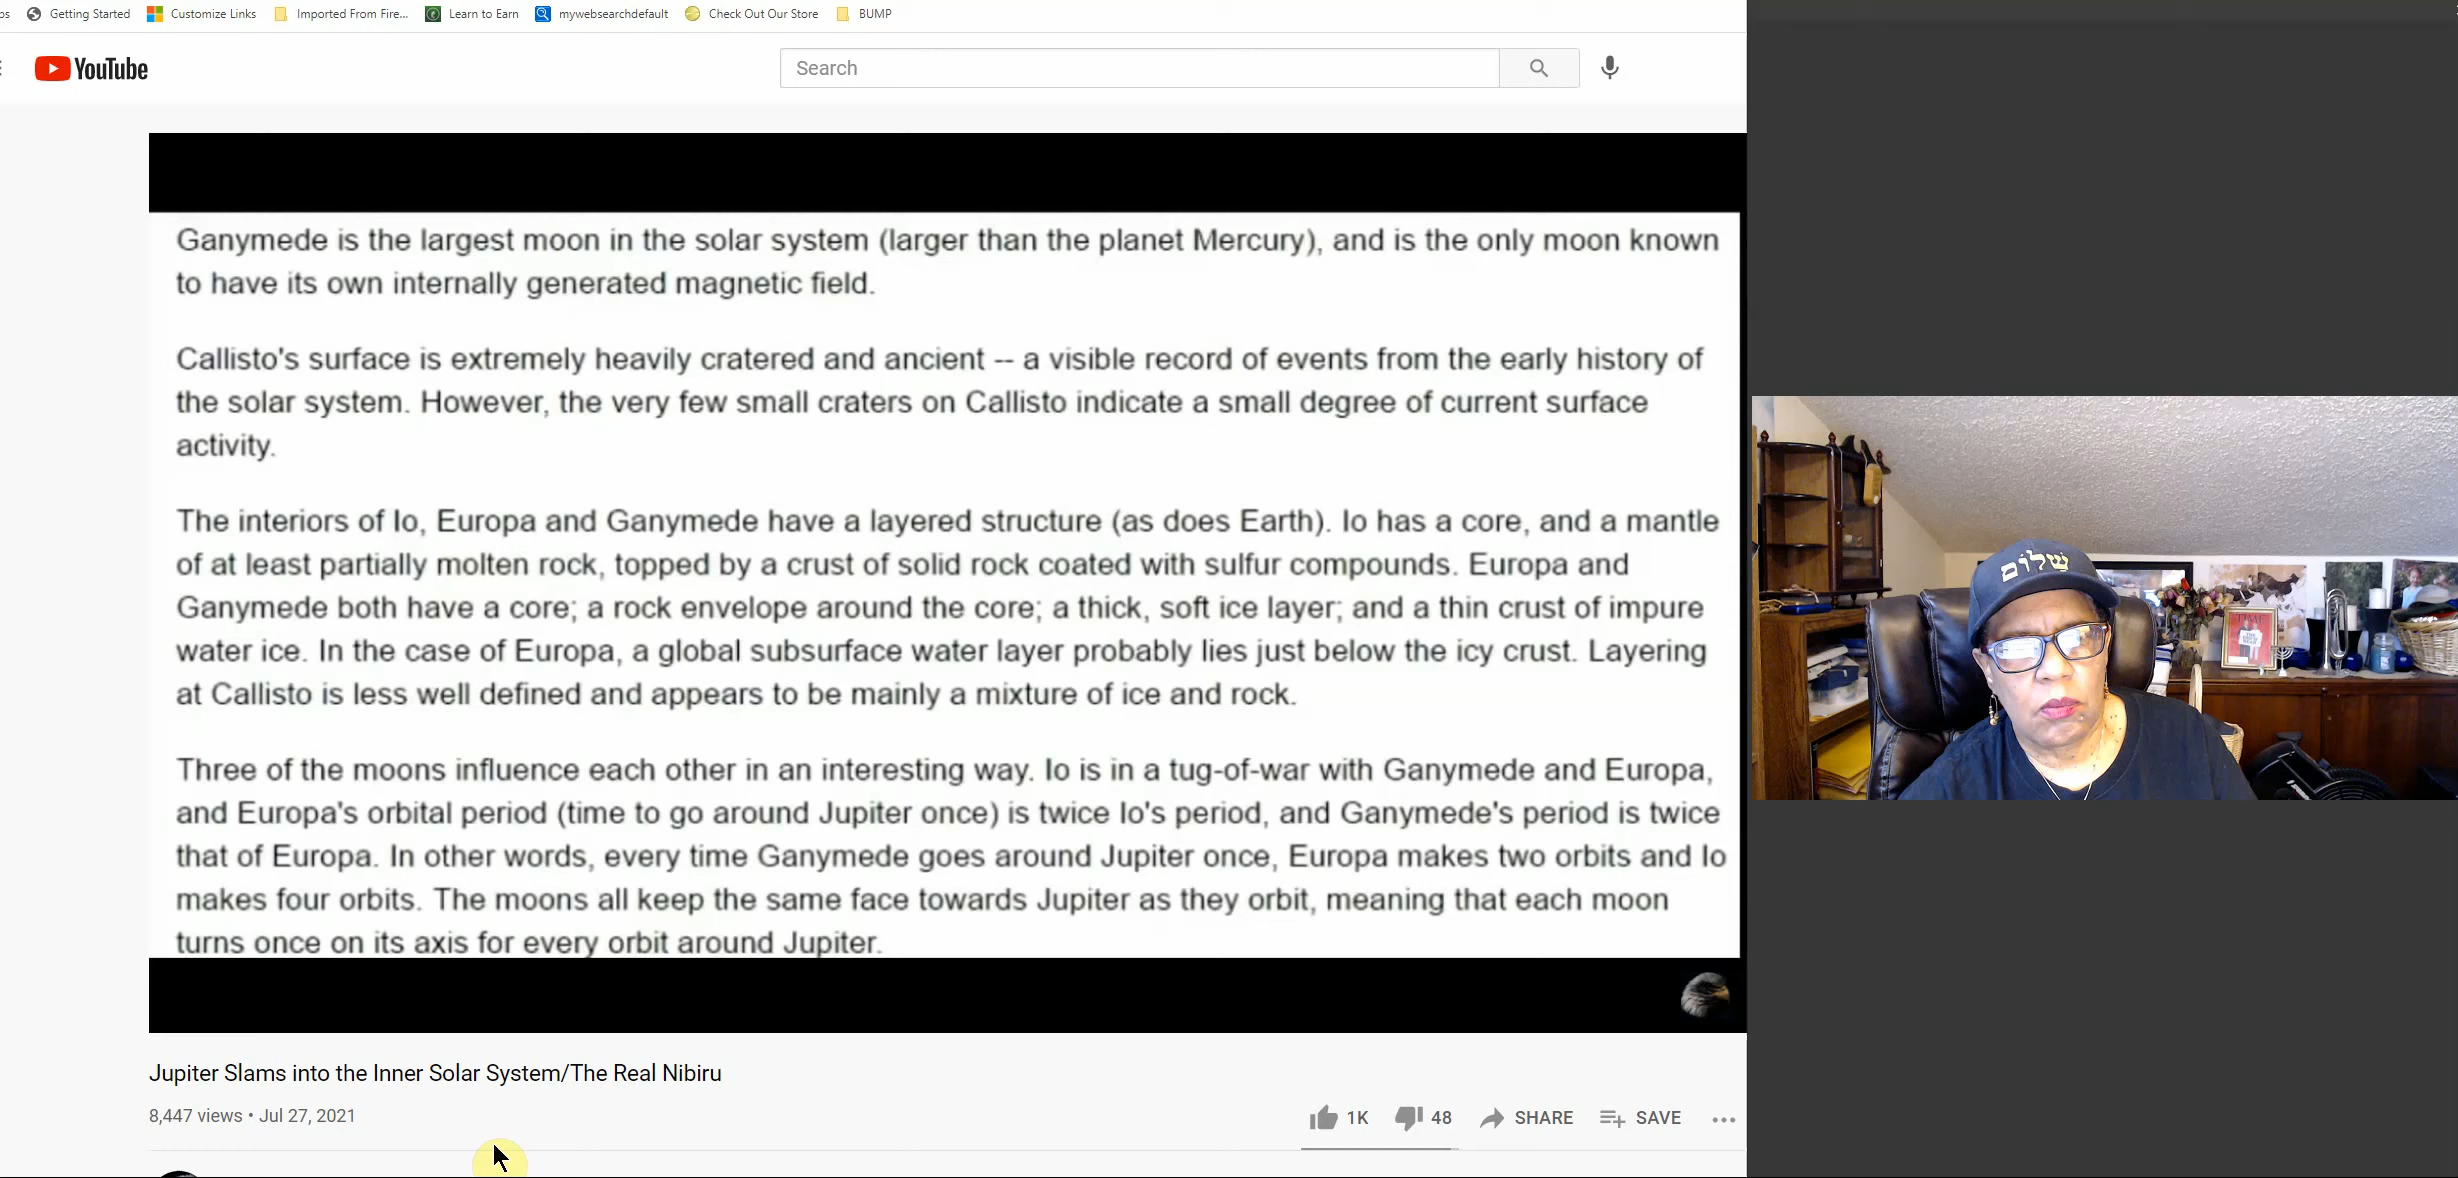 os Getting Started Customize Links Imported From Fire... Learn to Earn mywebsearchdefault Check Out Our Store BUMP
YouTube
Search
Ganymede is the largest moon in the solar system (larger than the planet Mercury), and is the only moon known
to have its own internally generated magnetic field.
Callisto's surface is extremely heavily cratered and ancient -- a visible record of events from the early history of
the solar system. However, the very few small craters on Callisto indicate a small degree of current surface
activity.
The interiors of Io, Europa and Ganymede have a layered structure (as does Earth). Io has a core, and a mantle
of at least partially molten rock, topped by a crust of solid rock coated with sulfur compounds. Europa and
Ganymede both have a core; a rock envelope around the core; a thick, soft ice layer; and a thin crust of impure
water ice. In the case of Europa, a global subsurface water layer probably lies just below the icy crust. Layering
at Callisto is less well defined and appears to be mainly a mixture of ice and rock.
Three of the moons influence each other in an interesting way. Io is in a tug-of-war with Ganymede and Europa,
and Europa's orbital period (time to go around Jupiter once) is twice Io's period, and Ganymede's period is twice
that of Europa. In other words, every time Ganymede goes around Jupiter once, Europa makes two orbits and Io
makes four orbits. The moons all keep the same face towards Jupiter as they orbit, meaning that each moon
turns once on its axis for every orbit around Jupiter.
שלום
TIME
Jupiter Slams into the Inner Solar System/The Real Nibiru
8,447 views • Jul 27, 2021
1K 48 SHARE SAVE